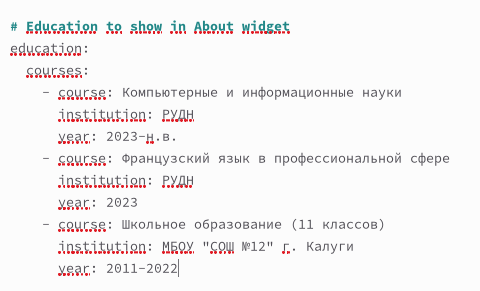 # Education to show in About widget
education:
courses:
- course: Компьютерные и информационные науки
institution: РУДН
year: 2023-н.в.
- course: Французский язык в профессиональной сфере
institution: РУДН
year: 2023
- course: Школьное образование (11 классов)
institution: МБОУ "СОШ №12" г. Калуги
year: 2011-2022